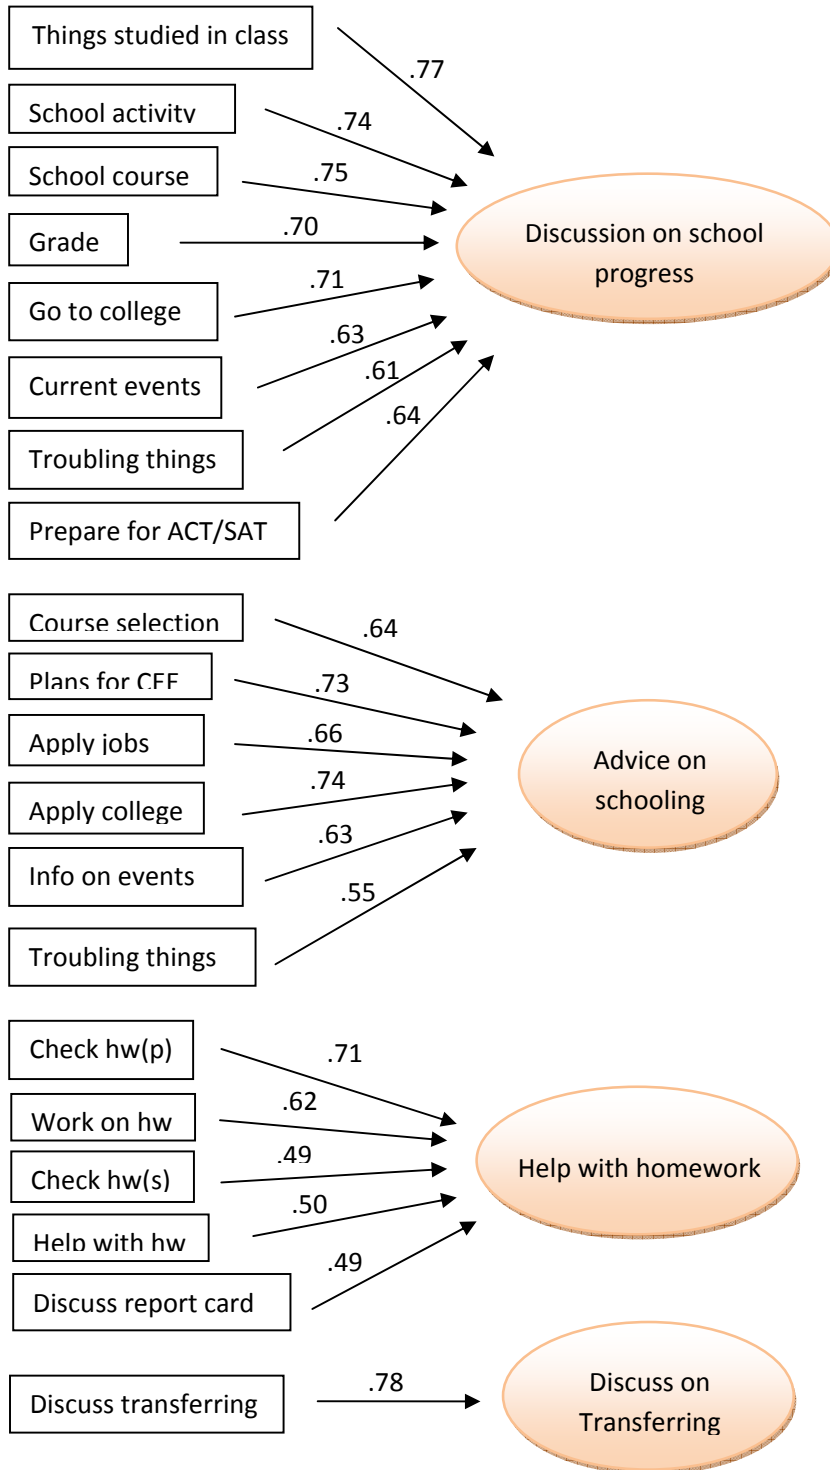 Things studied in class
.77
School activity
.74
School course
.75
Discussion on school
progress
Grade
.70
Go to college
.71
Current events
.63
Troubling things
.61
Prepare for ACT/SAT
.64
Course selection
.64
Plans for CEE
.73
Apply jobs
.66
Advice on
schooling
Apply college
.74
Info on events
.63
Troubling things
.55
Check hw(p)
.71
Work on hw
.62
Check hw(s)
.49
Help with homework
Help with hw
.50
Discuss report card
.49
Discuss transferring
.78
Discuss on
Transferring